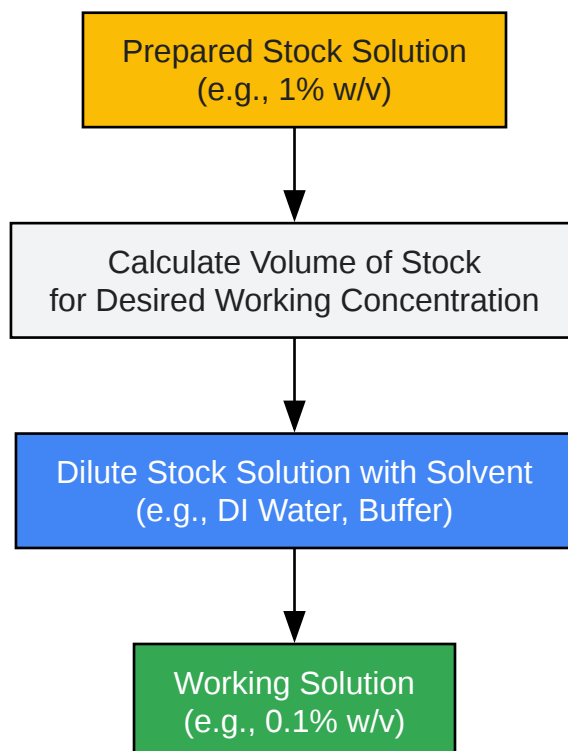 Prepared Stock Solution
(e.g., 1% w/v)
Calculate Volume of Stock
for Desired Working Concentration
Dilute Stock Solution with Solvent
(e.g., DI Water, Buffer)
Working Solution
(e.g., 0.1% w/v)